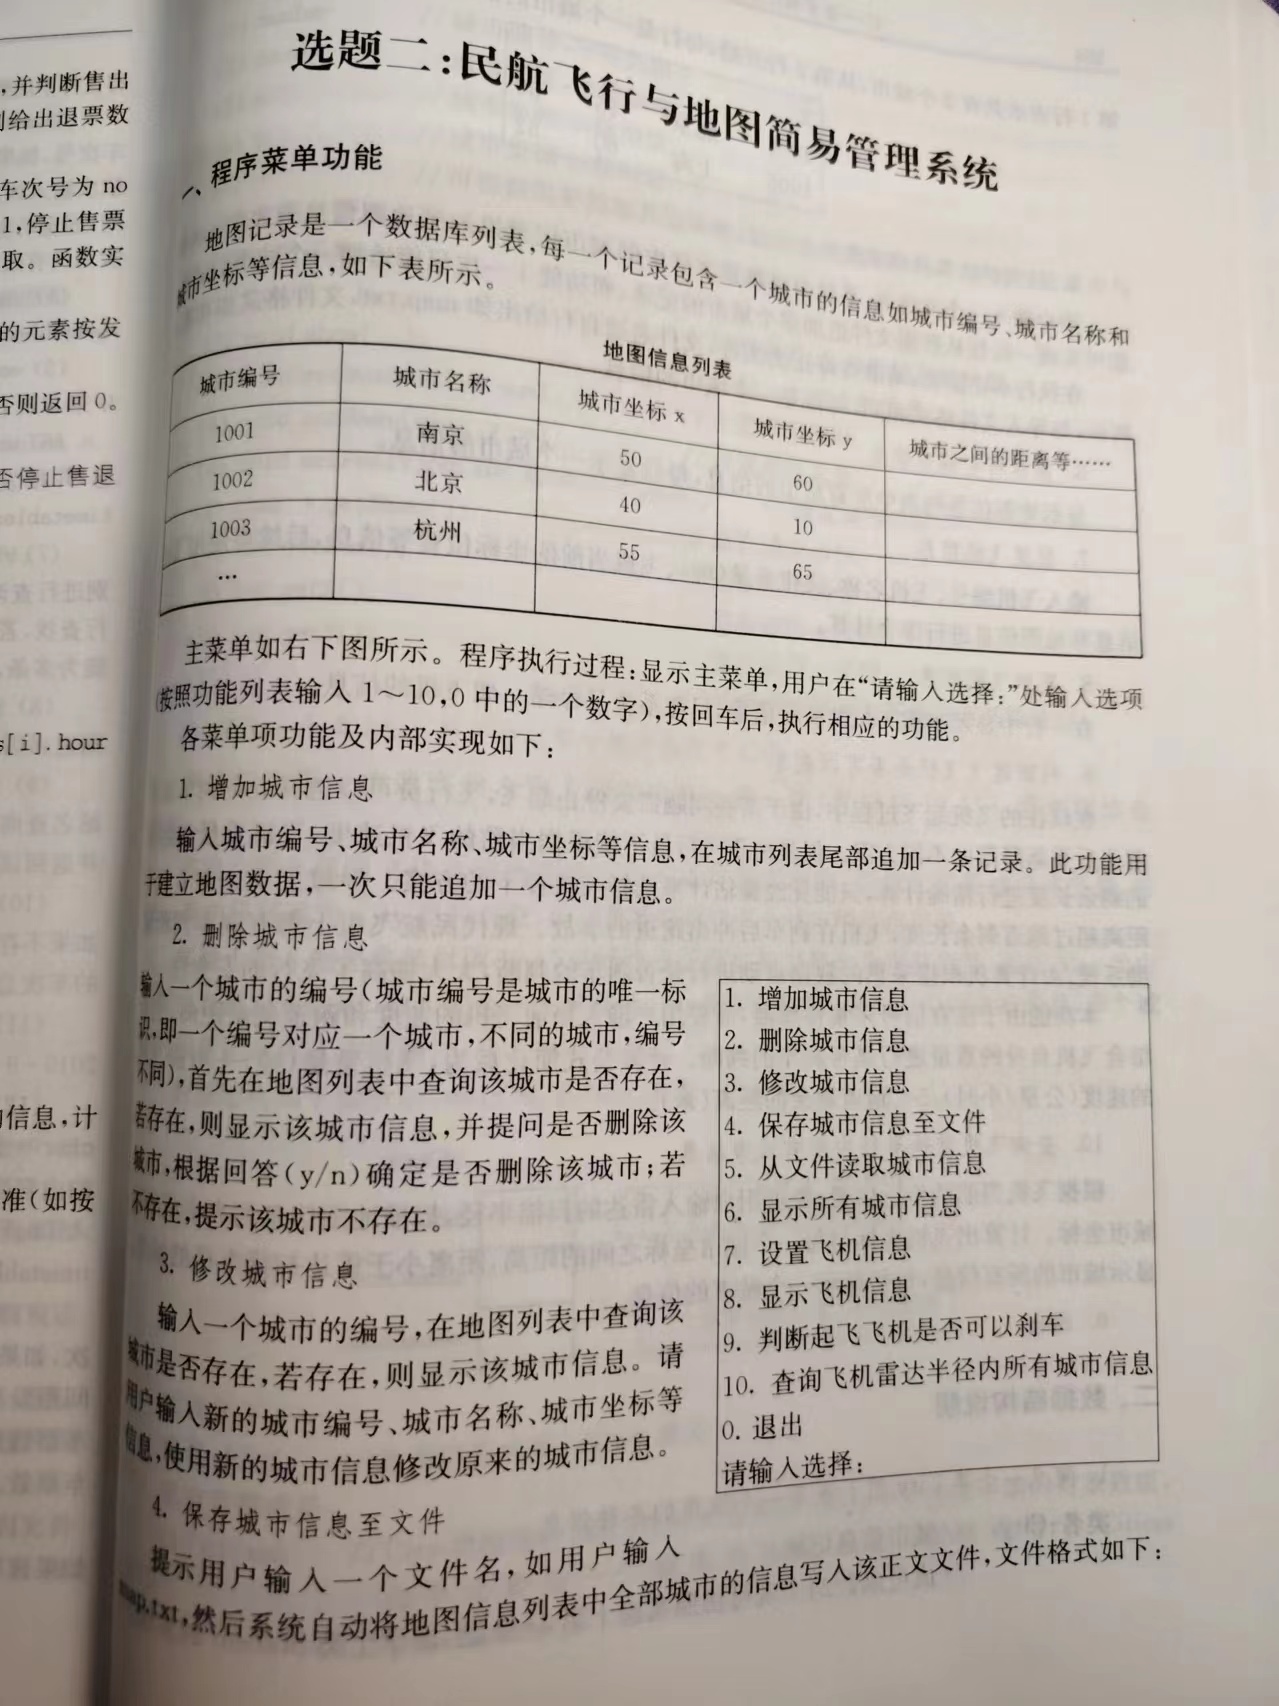 ,并判断售出
给出退票数
车次号为 no
1,停止售票
取。函数实
的元素按发
否则返回 0。
否停止售退
s[i].hour
信息,计
准(如按
选题二:民航飞行与地图简易管理系统
一、程序菜单功能
地图记录是一个数据库列表,每一个记录包含一个城市的信息如城市编号、城市名称和
城市坐标等信息,如下表所示。
地图信息列表
城市编号 城市名称 城市坐标 x 城市坐标 y 城市之间的距离等……
1001 南京 50 60
1002 北京 40 10
1003 杭州 55 65
…
主菜单如右下图所示。程序执行过程:显示主菜单,用户在“请输入选择:”处输入选项
(按照功能列表输入 1～10,0 中的一个数字),按回车后,执行相应的功能。
各菜单项功能及内部实现如下:
1. 增加城市信息
输入城市编号、城市名称、城市坐标等信息,在城市列表尾部追加一条记录。此功能用
于建立地图数据,一次只能追加一个城市信息。
2. 删除城市信息
输入一个城市的编号(城市编号是城市的唯一标
识,即一个编号对应一个城市,不同的城市,编号
不同),首先在地图列表中查询该城市是否存在,
若存在,则显示该城市信息,并提问是否删除该
城市,根据回答(y/n)确定是否删除该城市;若
不存在,提示该城市不存在。
3. 修改城市信息
输入一个城市的编号,在地图列表中查询该
城市是否存在,若存在,则显示该城市信息。请
用户输入新的城市编号、城市名称、城市坐标等
信息,使用新的城市信息修改原来的城市信息。
4. 保存城市信息至文件
提示用户输入一个文件名,如用户输入
map.txt,然后系统自动将地图信息列表中全部城市的信息写入该正文文件,文件格式如下:
1. 增加城市信息
2. 删除城市信息
3. 修改城市信息
4. 保存城市信息至文件
5. 从文件读取城市信息
6. 显示所有城市信息
7. 设置飞机信息
8. 显示飞机信息
9. 判断起飞飞机是否可以刹车
10. 查询飞机雷达半径内所有城市信息
0. 退出
请输入选择: